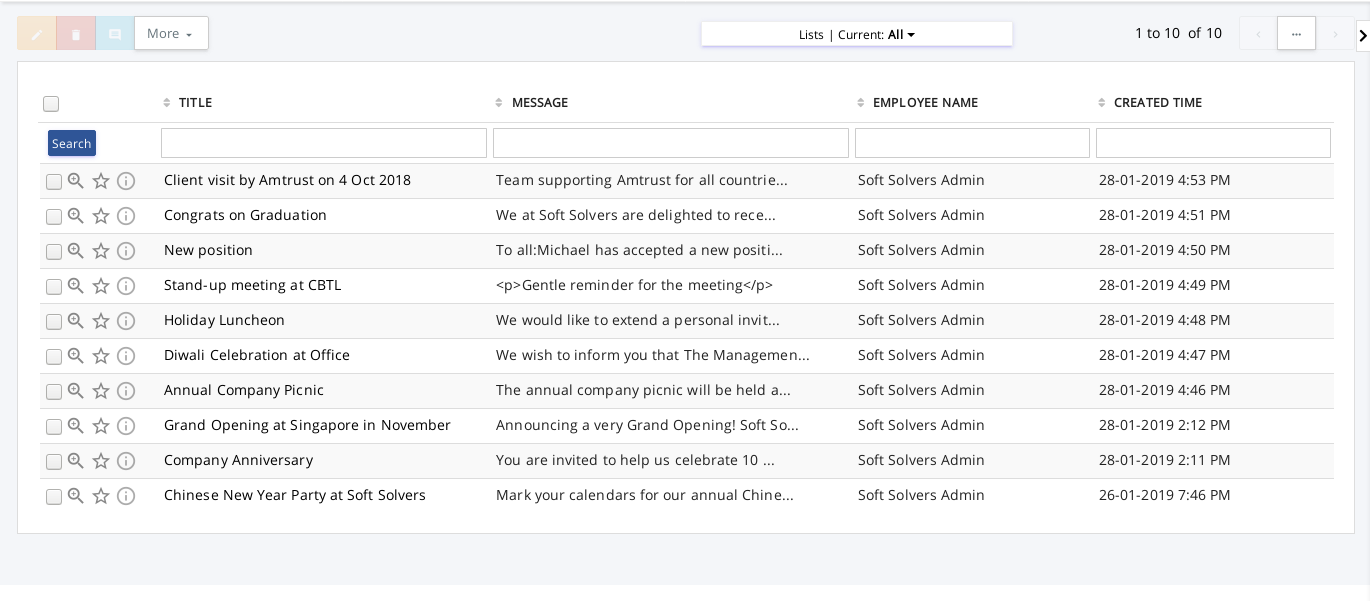 More
Lists | Current: All
1 to 10 of 10
...
TITLE MESSAGE EMPLOYEE NAME CREATED TIME
Search
Client visit by Amtrust on 4 Oct 2018 Team supporting Amtrust for all countrie... Soft Solvers Admin 28-01-2019 4:53 PM
Congrats on Graduation We at Soft Solvers are delighted to rece... Soft Solvers Admin 28-01-2019 4:51 PM
New position To all:Michael has accepted a new positi... Soft Solvers Admin 28-01-2019 4:50 PM
Stand-up meeting at CBTL <p>Gentle reminder for the meeting</p> Soft Solvers Admin 28-01-2019 4:49 PM
Holiday Luncheon We would like to extend a personal invit... Soft Solvers Admin 28-01-2019 4:48 PM
Diwali Celebration at Office We wish to inform you that The Managemen... Soft Solvers Admin 28-01-2019 4:47 PM
Annual Company Picnic The annual company picnic will be held a... Soft Solvers Admin 28-01-2019 4:46 PM
Grand Opening at Singapore in November Announcing a very Grand Opening! Soft So... Soft Solvers Admin 28-01-2019 2:12 PM
Company Anniversary You are invited to help us celebrate 10 ... Soft Solvers Admin 28-01-2019 2:11 PM
Chinese New Year Party at Soft Solvers Mark your calendars for our annual Chine... Soft Solvers Admin 26-01-2019 7:46 PM